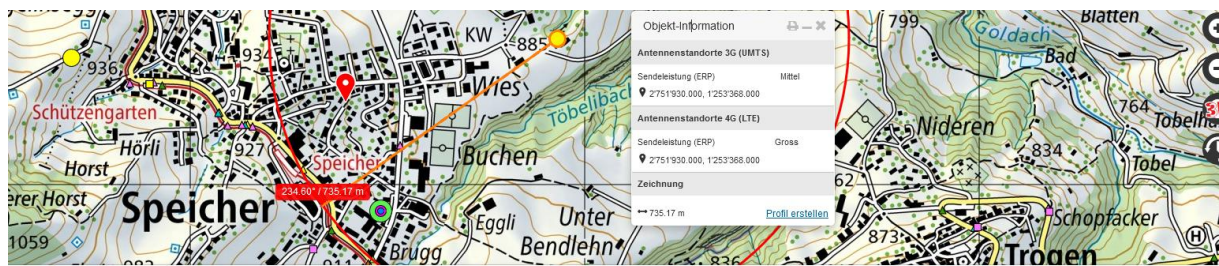 936
934
KW
885
Wies
Schützengarten
Hörli
927
Horst
erer Horst
Speicher
234.60° / 735.17 m
Speicher
1059
Töbelibach
Buchen
Eggli
Brugg
Unter
Bendlehn
Objekt-Information
Antennenstandorte 3G (UMTS)
Sendeleistung (ERP) Mittel
2'751'930.000, 1'253'368.000
Antennenstandorte 4G (LTE)
Sendeleistung (ERP) Gross
2'751'930.000, 1'253'368.000
Zeichnung
735.17 m Profil erstellen
799
Goldach
Bad
Blatten
764
Nideren
834
Tobel
873
836
Schopfacker
H
Trogen